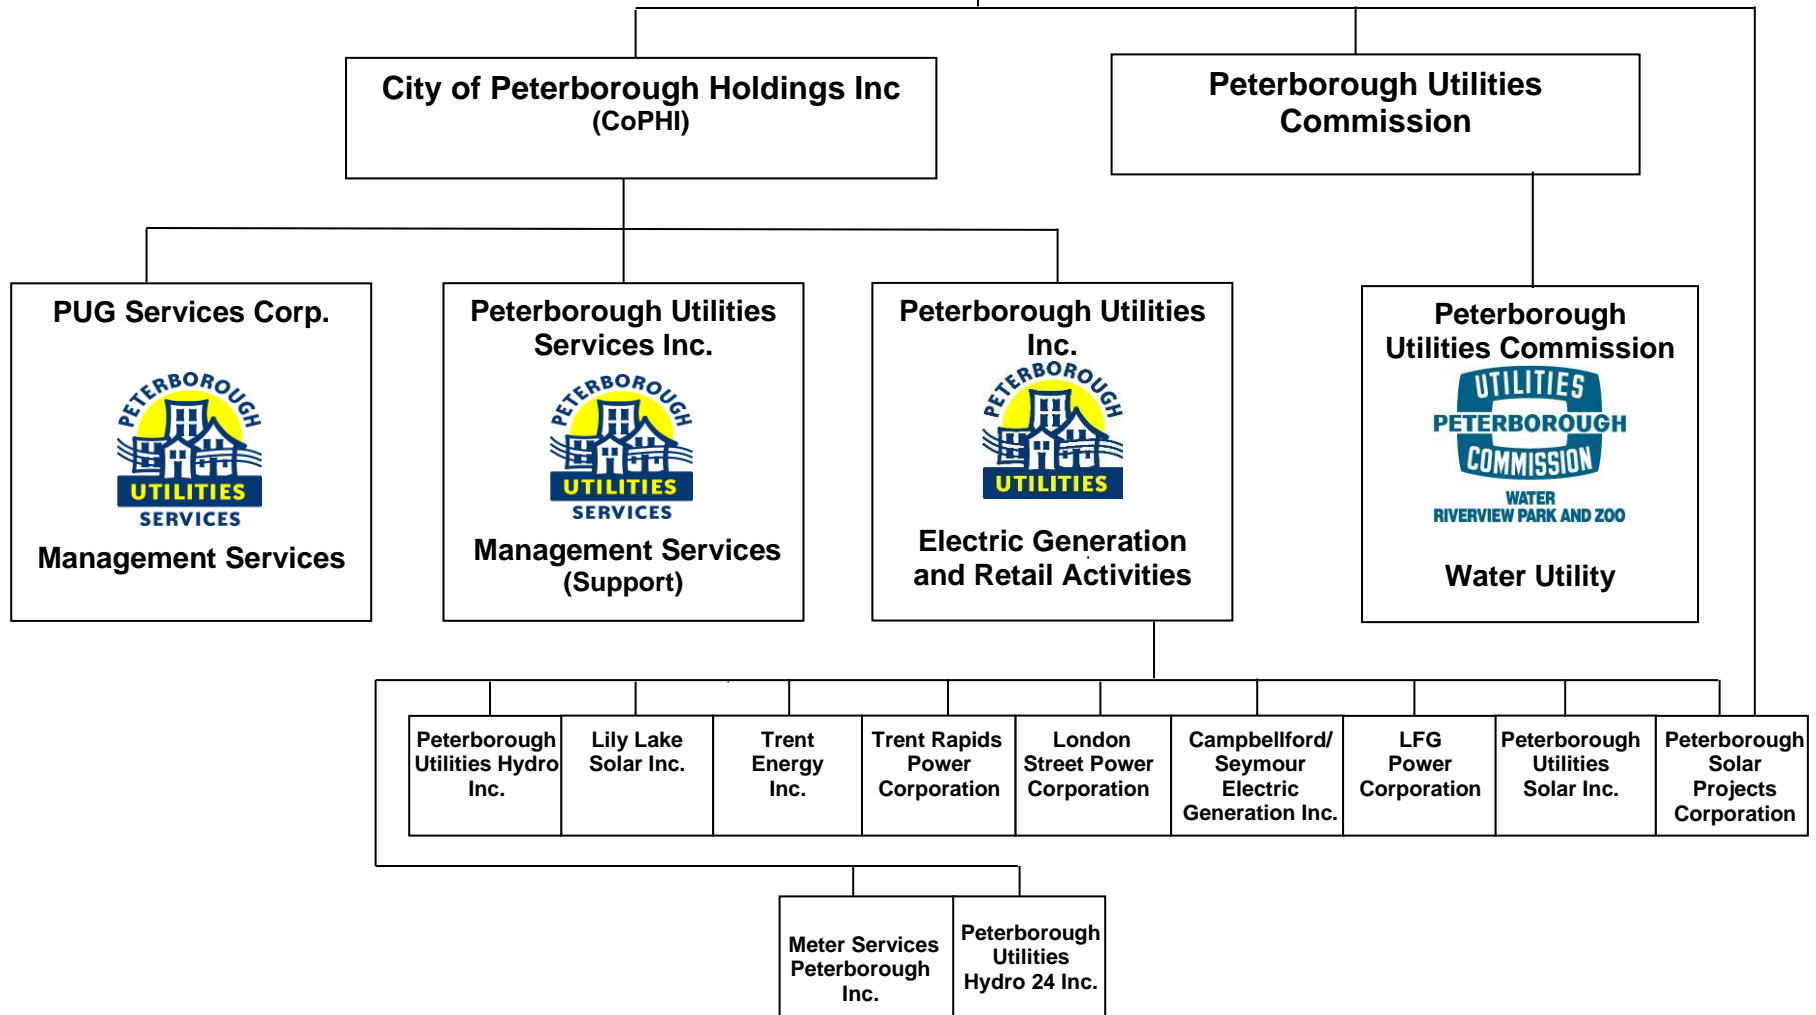 City of Peterborough Holdings Inc
(CoPHI)
Peterborough Utilities
Commission
PUG Services Corp.
PETERBOROUGH
UTILITIES
SERVICES
Management Services
Peterborough Utilities
Services Inc.
PETERBOROUGH
UTILITIES
SERVICES
Management Services
(Support)
Peterborough Utilities
Inc.
PETERBOROUGH
UTILITIES
Electric Generation
and Retail Activities
Peterborough
Utilities Commission
UTILITIES
PETERBOROUGH
COMMISSION
WATER
RIVERVIEW PARK AND ZOO
Water Utility
Peterborough
Utilities Hydro
Inc.
Lily Lake
Solar Inc.
Trent
Energy
Inc.
Trent Rapids
Power
Corporation
London
Street Power
Corporation
Campbellford/
Seymour
Electric
Generation Inc.
LFG
Power
Corporation
Peterborough
Utilities
Solar Inc.
Peterborough
Solar
Projects
Corporation
Meter Services
Peterborough
Inc.
Peterborough
Utilities
Hydro 24 Inc.